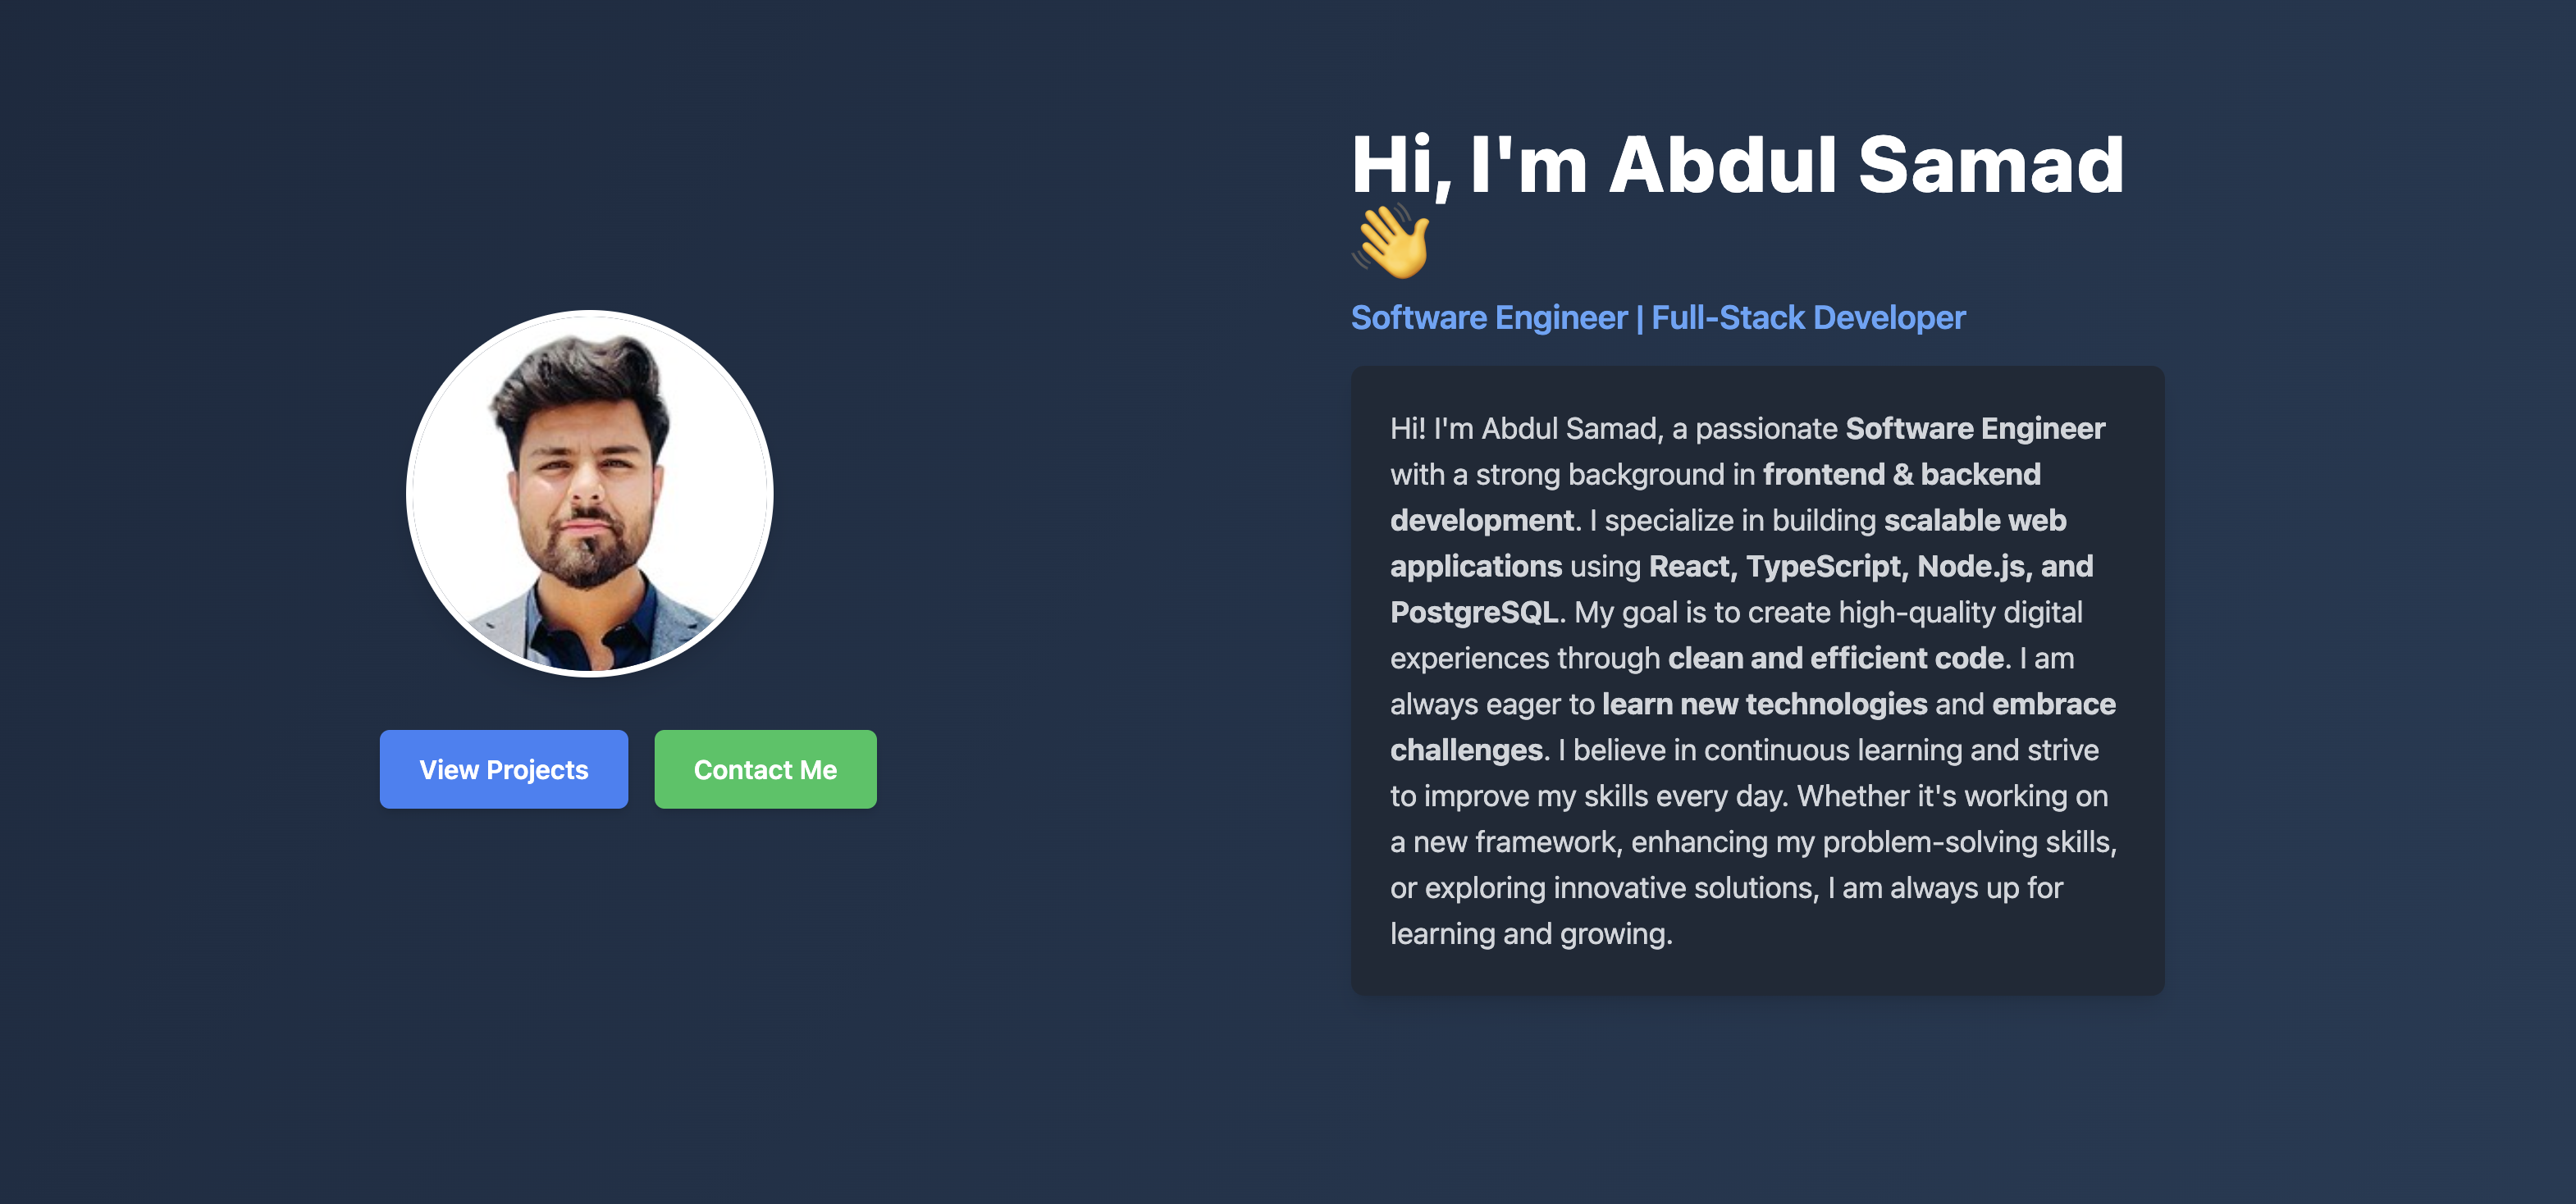 Hi, I'm Abdul Samad
👋
Software Engineer | Full-Stack Developer
Hi! I'm Abdul Samad, a passionate Software Engineer
with a strong background in frontend & backend
development. I specialize in building scalable web
applications using React, TypeScript, Node.js, and
PostgreSQL. My goal is to create high-quality digital
experiences through clean and efficient code. I am
always eager to learn new technologies and embrace
challenges. I believe in continuous learning and strive
to improve my skills every day. Whether it's working on
a new framework, enhancing my problem-solving skills,
or exploring innovative solutions, I am always up for
learning and growing.
View Projects
Contact Me